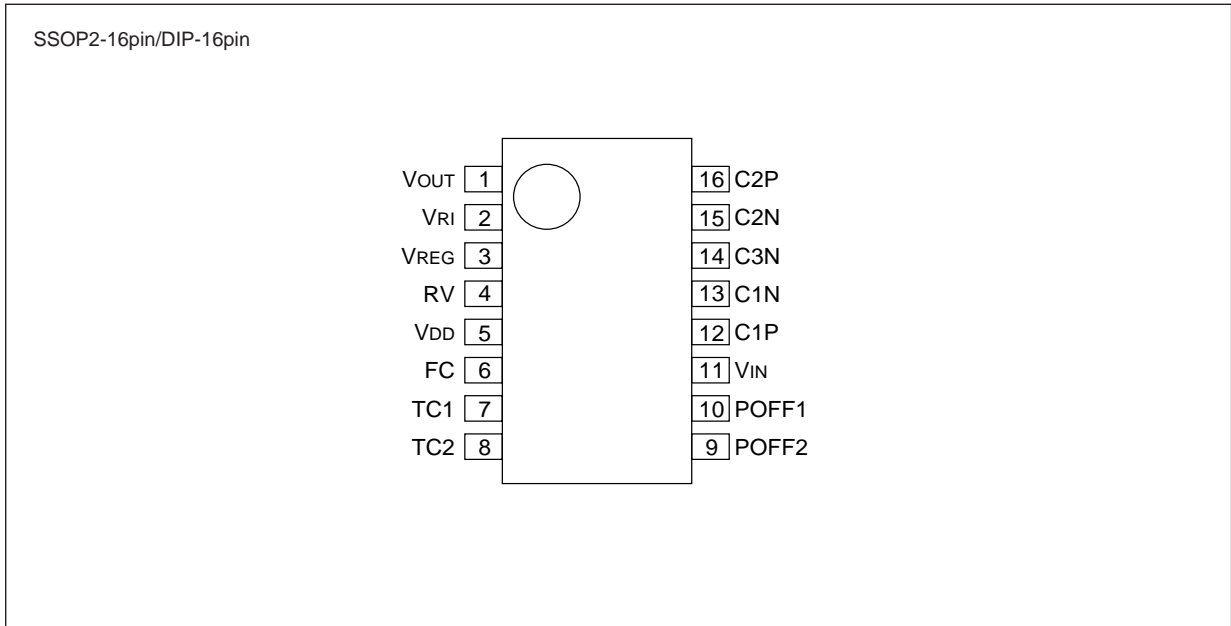 SSOP2-16pin/DIP-16pin
VOUT 1 16 C2P
VRI 2 15 C2N
VREG 3 14 C3N
RV 4 13 C1N
VDD 5 12 C1P
FC 6 11 VIN
TC1 7 10 POFF1
TC2 8 9 POFF2